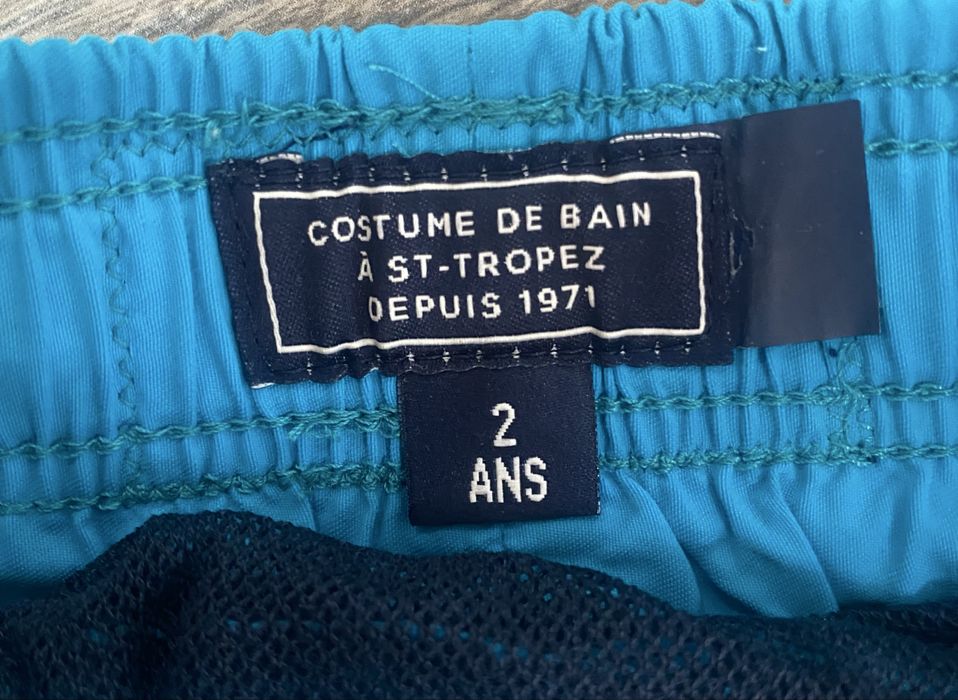 COSTUME DE BAIN
À ST-TROPEZ
DEPUIS 1971
2
ANS